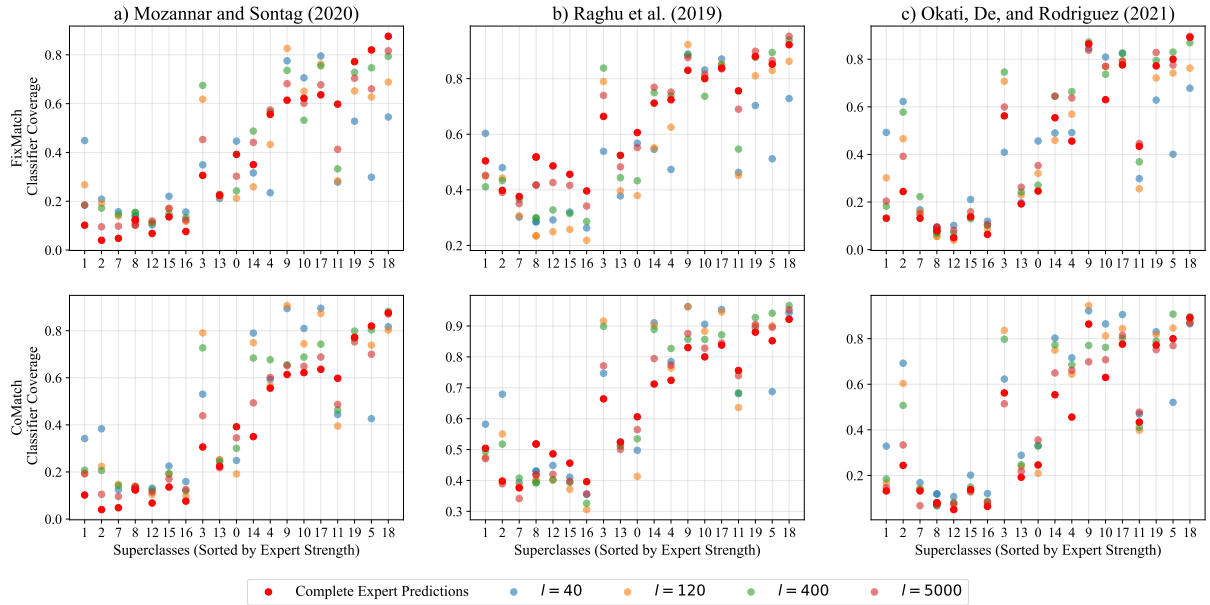 a) Mozannar and Sontag (2020)
b) Raghu et al. (2019)
c) Okati, De, and Rodriguez (2021)
FixMatch
Classifier Coverage
0.8
0.6
0.4
0.2
0.0
1 2 7 8 12 15 16 3 13 0 14 4 9 10 17 11 19 5 18
0.8
0.6
0.4
0.2
1 2 7 8 12 15 16 3 13 0 14 4 9 10 17 11 19 5 18
0.8
0.6
0.4
0.2
0.0
1 2 7 8 12 15 16 3 13 0 14 4 9 10 17 11 19 5 18
CoMatch
Classifier Coverage
0.8
0.6
0.4
0.2
0.0
1 2 7 8 12 15 16 3 13 0 14 4 9 10 17 11 19 5 18
Superclasses (Sorted by Expert Strength)
0.9
0.8
0.7
0.6
0.5
0.4
0.3
1 2 7 8 12 15 16 3 13 0 14 4 9 10 17 11 19 5 18
Superclasses (Sorted by Expert Strength)
0.8
0.6
0.4
0.2
1 2 7 8 12 15 16 3 13 0 14 4 9 10 17 11 19 5 18
Superclasses (Sorted by Expert Strength)
Complete Expert Predictions
l = 40
l = 120
l = 400
l = 5000